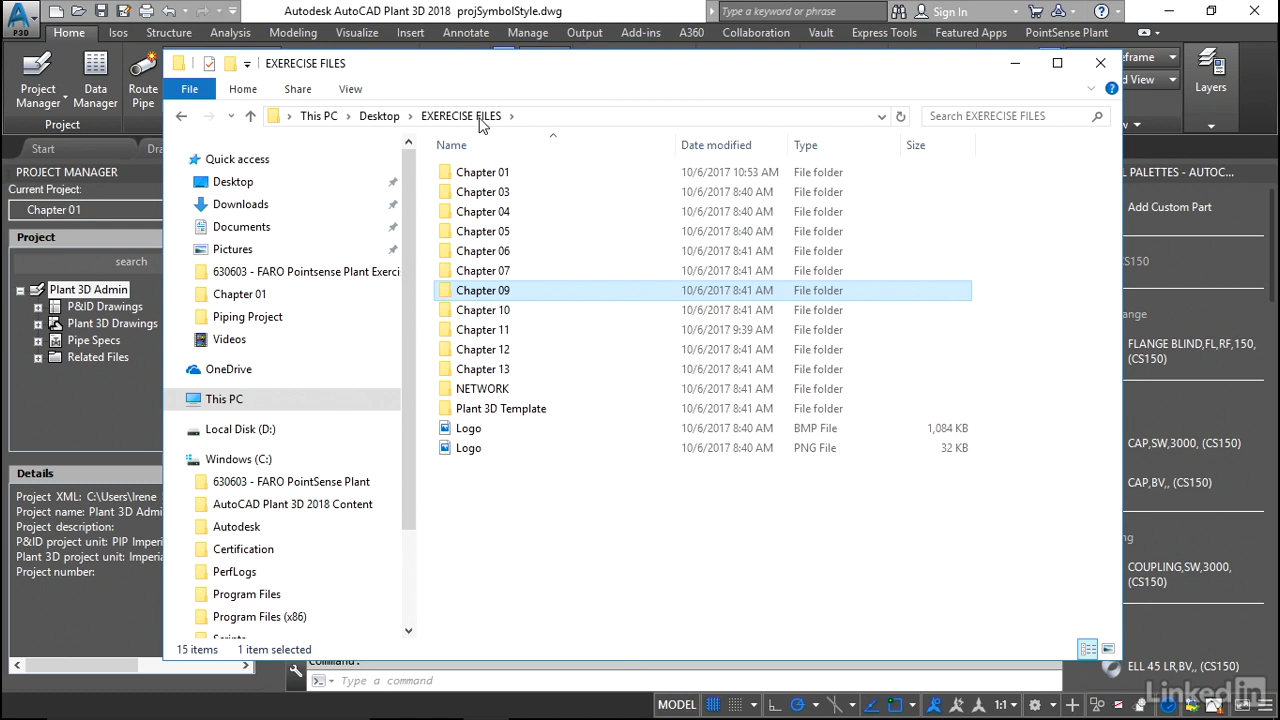 Autodesk AutoCAD Plant 3D 2018 projSymbolStyle.dwg
Type a keyword or phrase
Sign In
P3D
Home Isos Structure Analysis Modeling Visualize Insert Annotate Manage Output Add-ins A360 Collaboration Vault Express Tools Featured Apps PointSense Plant
Project Manager
Data Manager
Route Pipe
Project
Layers
Start
PROJECT MANAGER
Current Project:
Chapter 01
Project
search
Plant 3D Admin
P&ID Drawings
Plant 3D Drawings
Pipe Specs
Related Files
Details
Project XML: C:\Users\Irene
Project name: Plant 3D Admin
Project description:
P&ID project unit: PIP Imperi
Plant 3D project unit: Imperia
Project number:
EXERECISE FILES
File Home Share View
This PC Desktop EXERECISE FILES
Search EXERECISE FILES
Name Date modified Type Size
Quick access
Desktop
Downloads
Documents
Pictures
630603 - FARO Pointsense Plant Exerci
Chapter 01
Piping Project
Videos
OneDrive
This PC
Local Disk (D:)
Windows (C:)
630603 - FARO PointSense Plant
AutoCAD Plant 3D 2018 Content
Autodesk
Certification
PerfLogs
Program Files
Program Files (x86)
Chapter 01 10/6/2017 10:53 AM File folder
Chapter 03 10/6/2017 8:40 AM File folder
Chapter 04 10/6/2017 8:40 AM File folder
Chapter 05 10/6/2017 8:40 AM File folder
Chapter 06 10/6/2017 8:41 AM File folder
Chapter 07 10/6/2017 8:41 AM File folder
Chapter 09 10/6/2017 8:41 AM File folder
Chapter 10 10/6/2017 8:41 AM File folder
Chapter 11 10/6/2017 9:39 AM File folder
Chapter 12 10/6/2017 8:41 AM File folder
Chapter 13 10/6/2017 8:41 AM File folder
NETWORK 10/6/2017 8:41 AM File folder
Plant 3D Template 10/6/2017 8:41 AM File folder
Logo 10/6/2017 8:40 AM BMP File 1,084 KB
Logo 10/6/2017 8:40 AM PNG File 32 KB
15 items 1 item selected
Command:
Type a command
L PALETTES - AUTOC...
Add Custom Part
CS150
ange
FLANGE BLIND,FL,RF,150,
(CS150)
CAP,SW,3000, (CS150)
CAP,BV,, (CS150)
ng
COUPLING,SW,3000,
(CS150)
ELL 45 LR,BV,, (CS150)
MODEL
1:1
LinkedIn